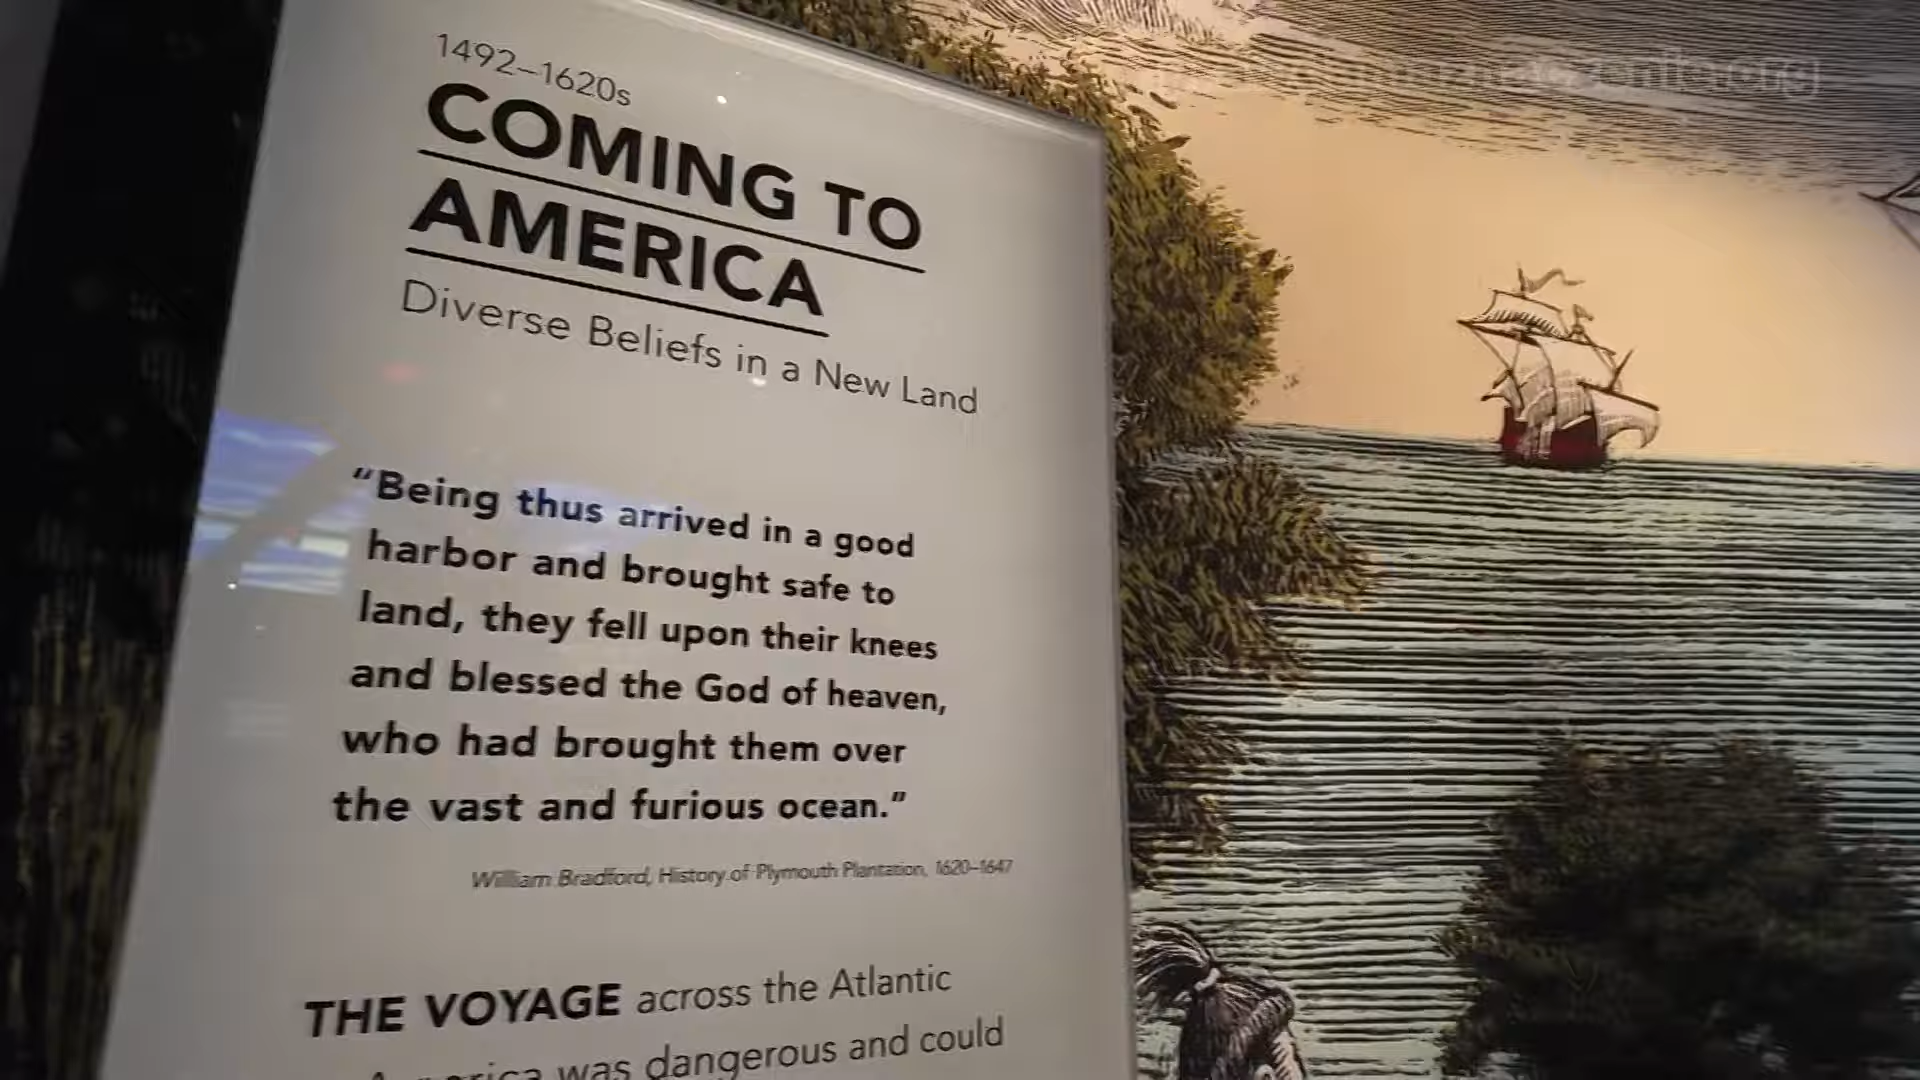 1492–1620s
COMING TO
AMERICA
Diverse Beliefs in a New Land
“Being thus arrived in a good
harbor and brought safe to
land, they fell upon their knees
and blessed the God of heaven,
who had brought them over
the vast and furious ocean.”
William Bradford, History of Plymouth Plantation, 1620–1647
THE VOYAGE across the Atlantic
America was dangerous and could